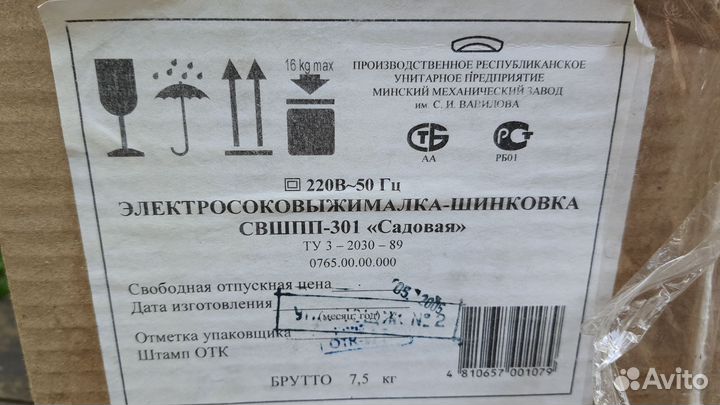 16 kg max
ПРОИЗВОДСТВЕННОЕ РЕСПУБЛИКАНСКОЕ
УНИТАРНОЕ ПРЕДПРИЯТИЕ
МИНСКИЙ МЕХАНИЧЕСКИЙ ЗАВОД
им. С. И. ВАВИЛОВА
СТБ
АА
РСТ
РБ01
220В~50 Гц
ЭЛЕКТРОСОКОВЫЖИМАЛКА-ШИНКОВКА
СВШПП-301 «Садовая»
ТУ 3 – 2030 – 89
0765.00.00.000
Свободная отпускная цена
Дата изготовления
(месяц, год)
№ 2
Отметка упаковщика
Штамп ОТК
ОТК
БРУТТО 7,5 кг
4 810657 001079
Avito